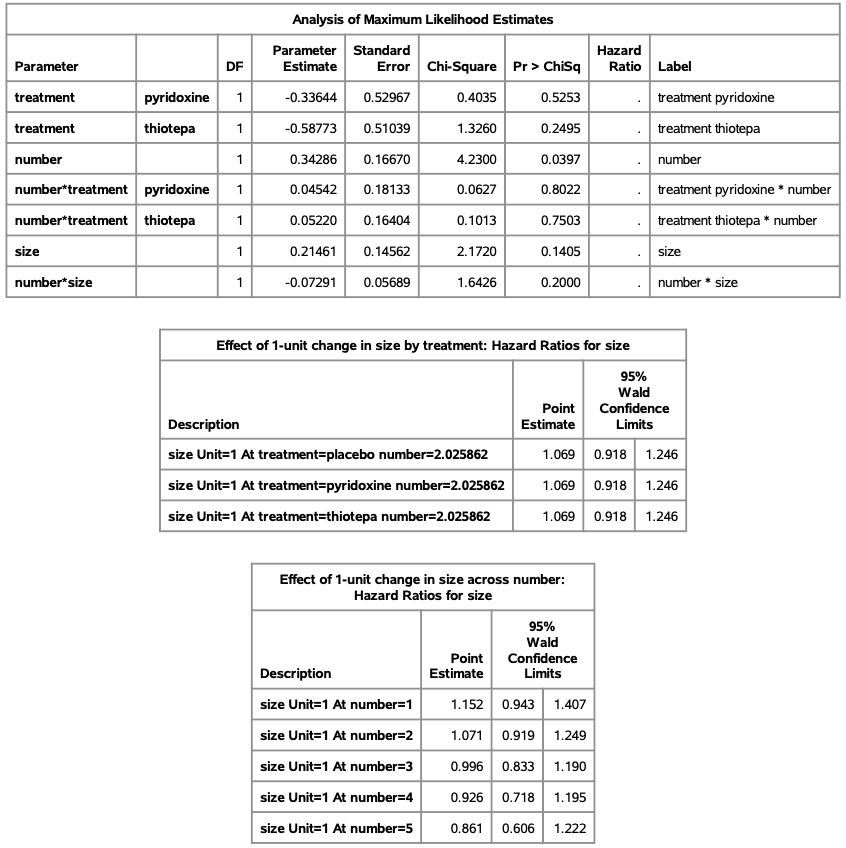 Analysis of Maximum Likelihood Estimates
Parameter DF Parameter Estimate Standard Error Chi-Square Pr > ChiSq Hazard Ratio Label
treatment pyridoxine 1 -0.33644 0.52967 0.4035 0.5253 . treatment pyridoxine
treatment thiotepa 1 -0.58773 0.51039 1.3260 0.2495 . treatment thiotepa
number 1 0.34286 0.16670 4.2300 0.0397 . number
number*treatment pyridoxine 1 0.04542 0.18133 0.0627 0.8022 . treatment pyridoxine * number
number*treatment thiotepa 1 0.05220 0.16404 0.1013 0.7503 . treatment thiotepa * number
size 1 0.21461 0.14562 2.1720 0.1405 . size
number*size 1 -0.07291 0.05689 1.6426 0.2000 . number * size
Effect of 1-unit change in size by treatment: Hazard Ratios for size
Description Point Estimate 95% Wald Confidence Limits
size Unit=1 At treatment=placebo number=2.025862 1.069 0.918 1.246
size Unit=1 At treatment=pyridoxine number=2.025862 1.069 0.918 1.246
size Unit=1 At treatment=thiotepa number=2.025862 1.069 0.918 1.246
Effect of 1-unit change in size across number:
Hazard Ratios for size
Description Point Estimate 95% Wald Confidence Limits
size Unit=1 At number=1 1.152 0.943 1.407
size Unit=1 At number=2 1.071 0.919 1.249
size Unit=1 At number=3 0.996 0.833 1.190
size Unit=1 At number=4 0.926 0.718 1.195
size Unit=1 At number=5 0.861 0.606 1.222